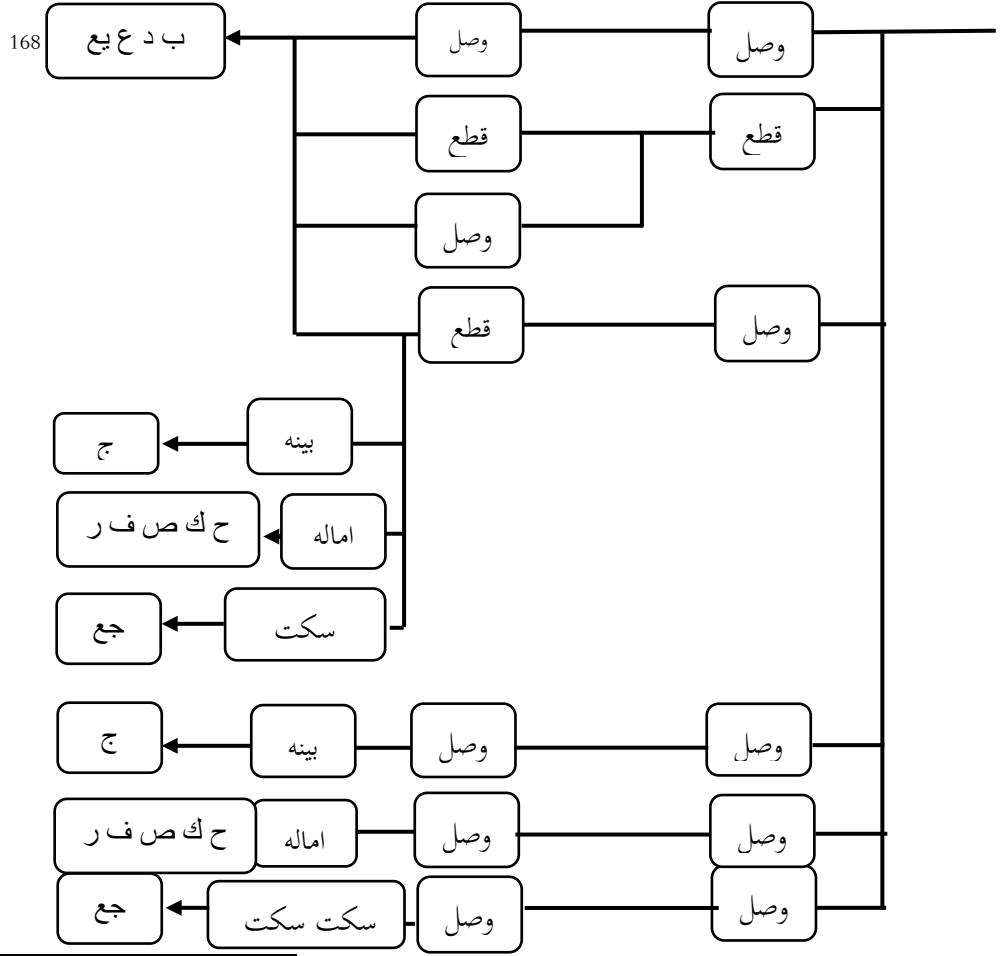 168
وصل وصل ب د ع يع
قطع قطع
وصل
وصل قطع
بينه ج
اماله ح ك ص ف ر
سكت جع
وصل وصل بينه ج
وصل وصل اماله ح ك ص ف ر
وصل وصل سكت سكت جع